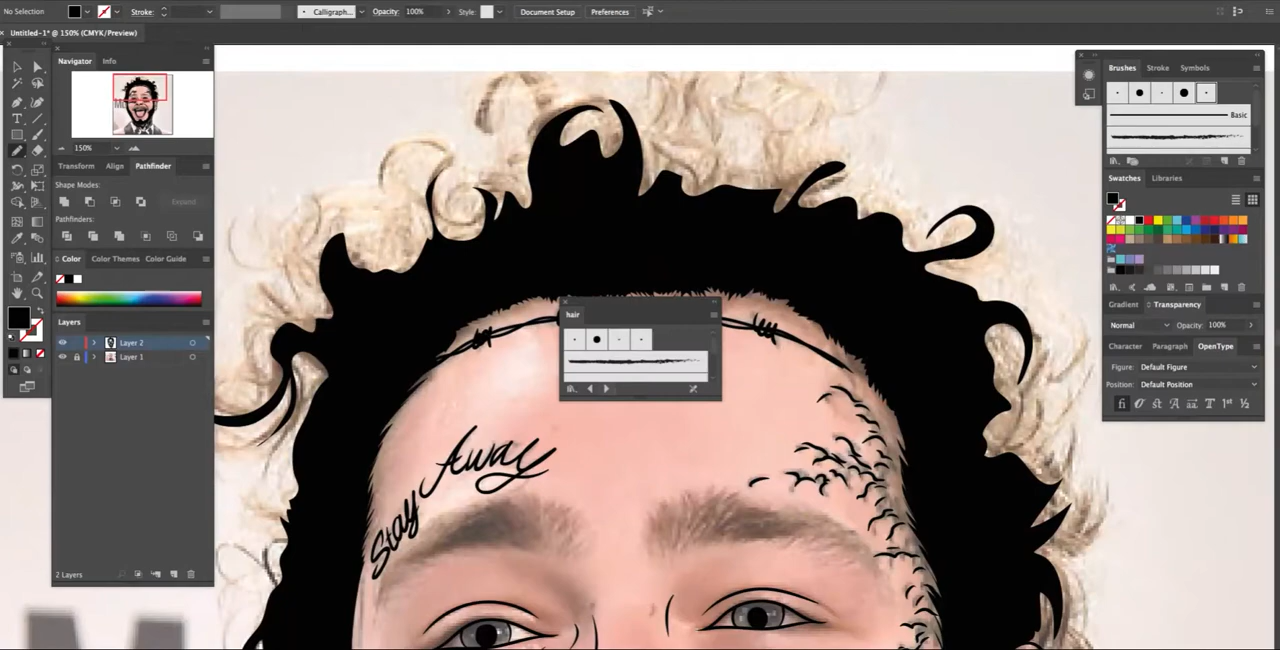 No Selection Stroke: Calligraph... Opacity: 100% Style: Document Setup Preferences
Untitled-1* @ 150% (CMYK/Preview)
Navigator Info
150%
Transform Align Pathfinder
Shape Modes:
Expand
Pathfinders:
Color Color Themes Color Guide
Layers
Layer 2
Layer 1
2 Layers
hair
Stay Away
M
Brushes Stroke Symbols
Basic
Swatches Libraries
Gradient Transparency
Normal Opacity: 100%
Character Paragraph OpenType
Figure: Default Figure
Position: Default Position